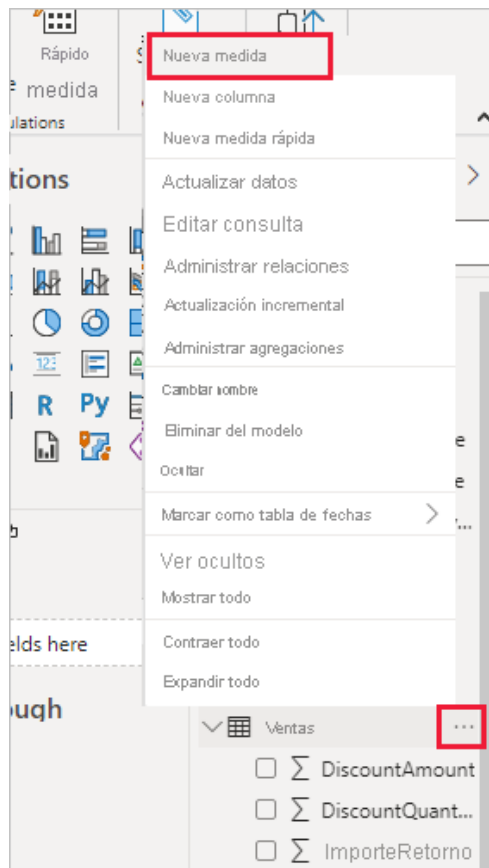 Rápido
medida
Nueva medida
Nueva columna
Nueva medida rápida
Actualizar datos
Editar consulta
Administrar relaciones
Actualización incremental
Administrar agregaciones
Cambiar nombre
Eliminar del modelo
Ocultar
Marcar como tabla de fechas
Ver ocultos
Mostrar todo
Contraer todo
Expandir todo
ulations
tions
123
R Py
elds here
ough
Ventas ...
DiscountAmount
DiscountQuant...
ImporteRetorno